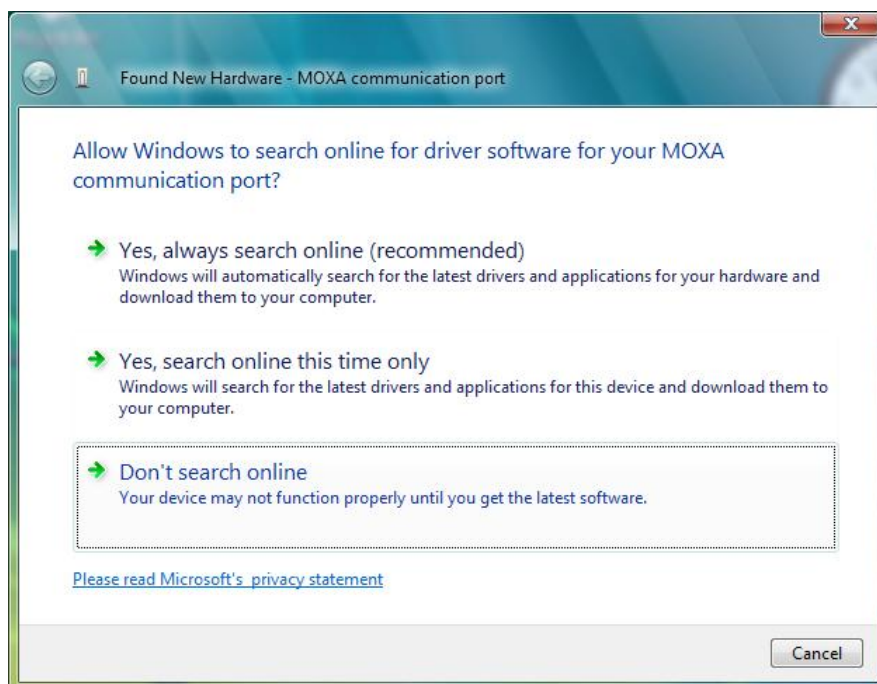 Found New Hardware - MOXA communication port
Allow Windows to search online for driver software for your MOXA
communication port?
Yes, always search online (recommended)
Windows will automatically search for the latest drivers and applications for your hardware and
download them to your computer.
Yes, search online this time only
Windows will search for the latest drivers and applications for this device and download them to
your computer.
Don't search online
Your device may not function properly until you get the latest software.
Please read Microsoft's privacy statement
Cancel